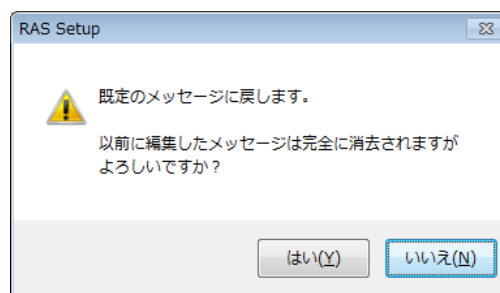 RAS Setup
既定のメッセージに戻します。
以前に編集したメッセージは完全に消去されますが
よろしいですか？
はい(Y)
いいえ(N)